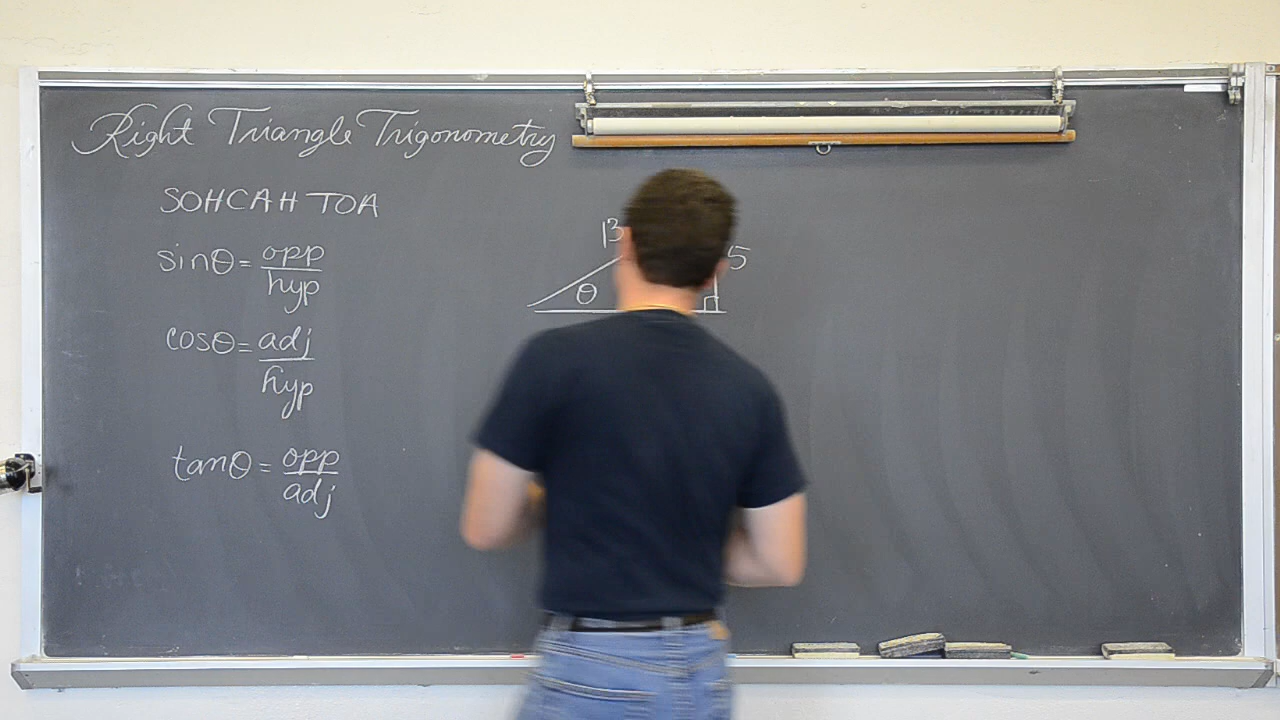 Right Triangle Trigonometry
SOHCAH TOA
sinθ = opp
hyp
cosθ = adj
hyp
tanθ = opp
adj
13
5
θ